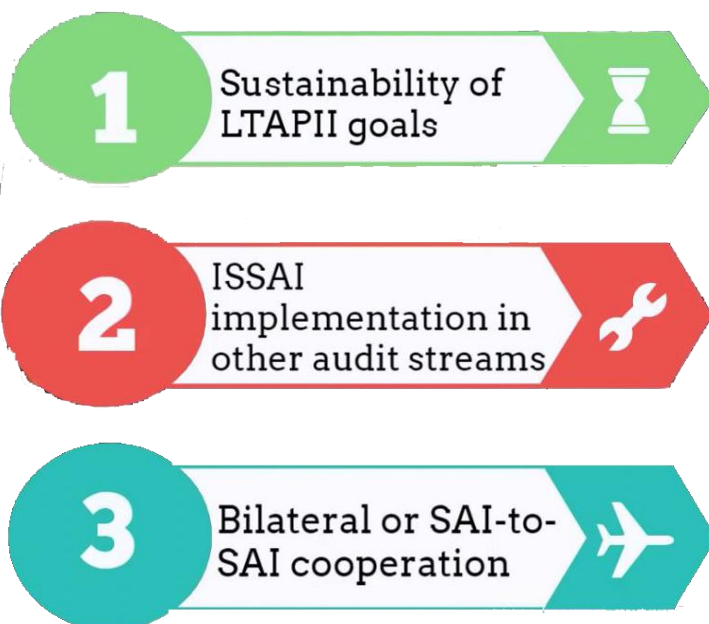 1
Sustainability of
LTAPII goals
2
ISSAI
implementation in
other audit streams
3
Bilateral or SAI-to-
SAI cooperation